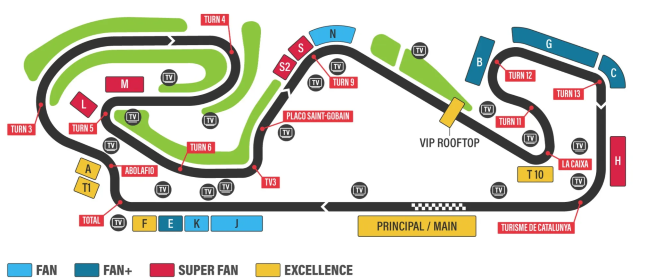 TURN 4
N
G
S
B
C
S2
TV
TV
TV
TURN 9
TURN 12
M
TV
TV
TURN 13
L
TV
TV
PLACO SAINT-GOBAIN
TURN 11
TURN 3
TURN 5
TV
TV
VIP ROOFTOP
TV
TURN 6
TV
H
A
ABOLAFIO
TV3
LA CAIXA
T1
TV
TV
TV
TV
TV
T 10
TV
TOTAL
TV
F
E
K
J
PRINCIPAL / MAIN
TURISME DE CATALUNYA
FAN
FAN+
SUPER FAN
EXCELLENCE